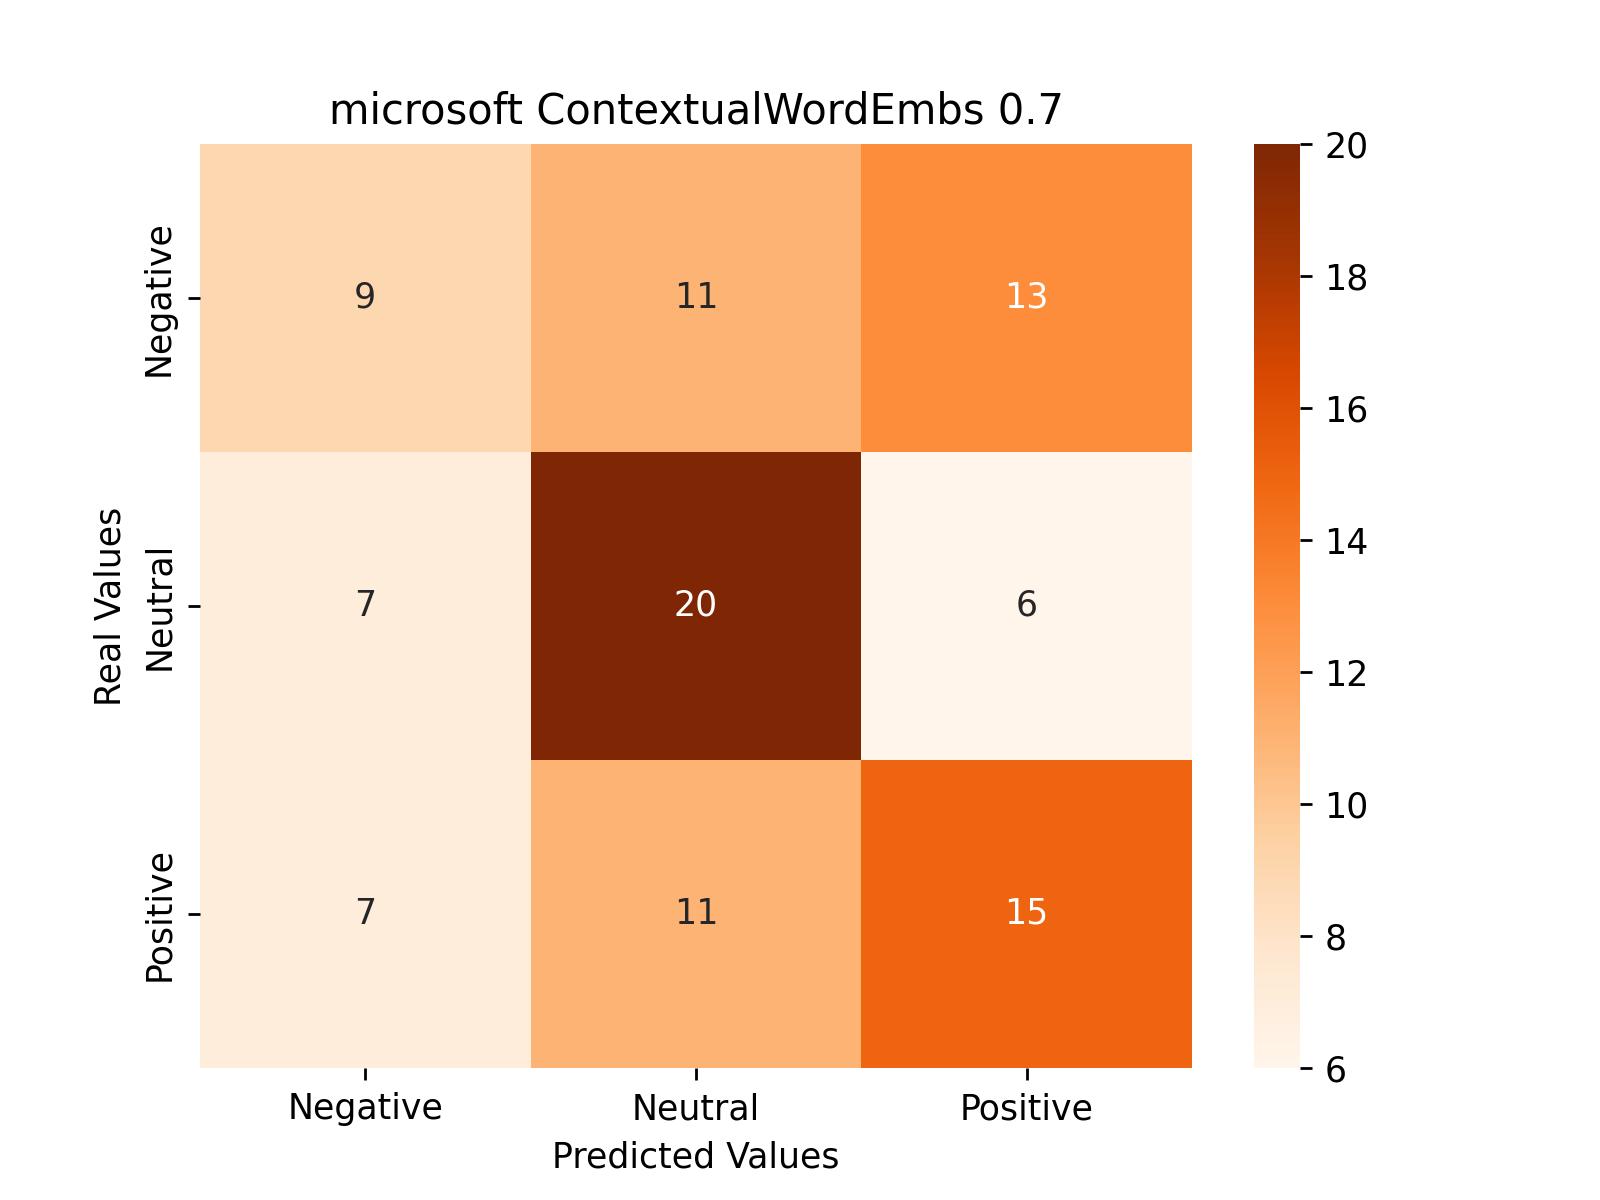 microsoft ContextualWordEmbs 0.7
Real Values
Negative
9 11 13
Neutral
7 20 6
Positive
7 11 15
Negative Neutral Positive
Predicted Values
20
18
16
14
12
10
8
6